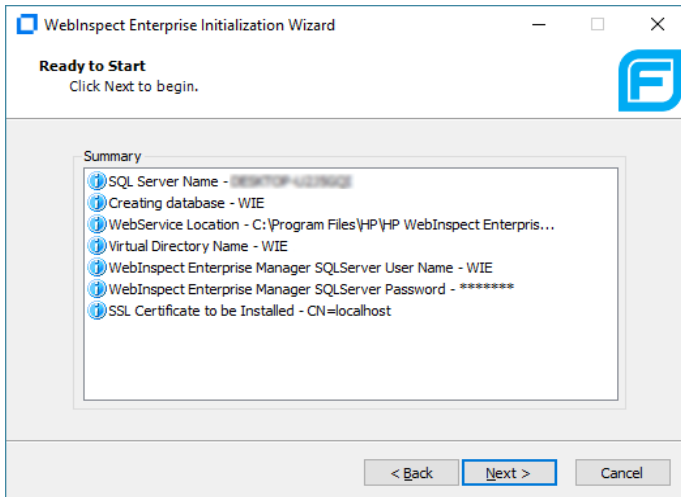 WebInspect Enterprise Initialization Wizard
Ready to Start
Click Next to begin.
Summary
SQL Server Name -
Creating database - WIE
WebService Location - C:\Program Files\HP\HP WebInspect Enterpris...
Virtual Directory Name - WIE
WebInspect Enterprise Manager SQLServer User Name - WIE
WebInspect Enterprise Manager SQLServer Password - *******
SSL Certificate to be Installed - CN=localhost
< Back Next > Cancel